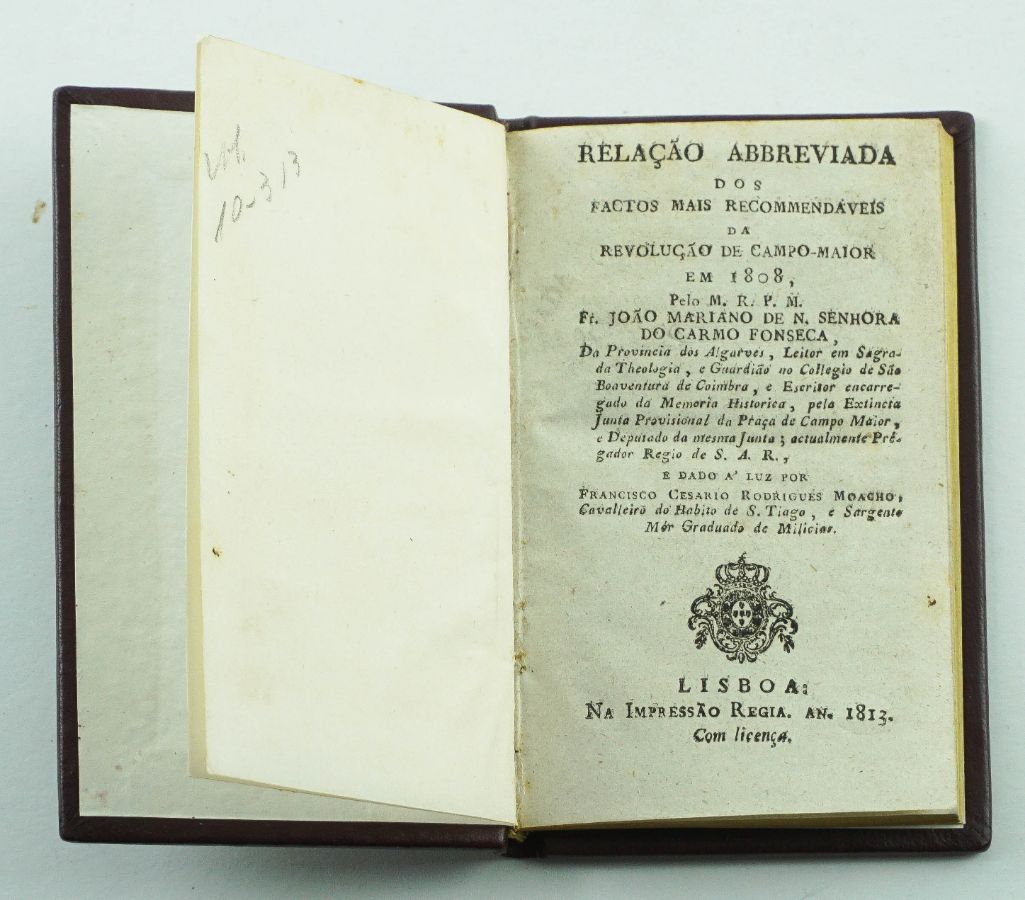 10-313
RELAÇÃO ABBREVIADA
DOS
FACTOS MAIS RECOMMENDÁVEIS
DA
REVOLUÇÃO DE CAMPO-MAIOR
EM 1808,
Pelo M. R. P. M.
Fr. JOÃO MARIANO DE N. SENHORA
DO CARMO FONSECA,
Da Provincia dos Algarves, Leitor em Sagra-
da Theologia, e Guardião no Collegio de São
Boaventura de Coimbra, e Escritor encarre-
gado da Memoria Historica, pela Extincta
Junta Provisional da Praça de Campo Maior,
e Deputado da mesma Junta; actualmente Pré-
gador Regio de S. A. R.,
E DADO A' LUZ POR
FRANCISCO CESARIO RODRIGUES MOACHO,
Cavalleiro do Habito de S. Tiago, e Sargento
Mór Graduado de Milicias.
LISBOA:
NA IMPRESSÃO REGIA. AN. 1813.
Com licença.